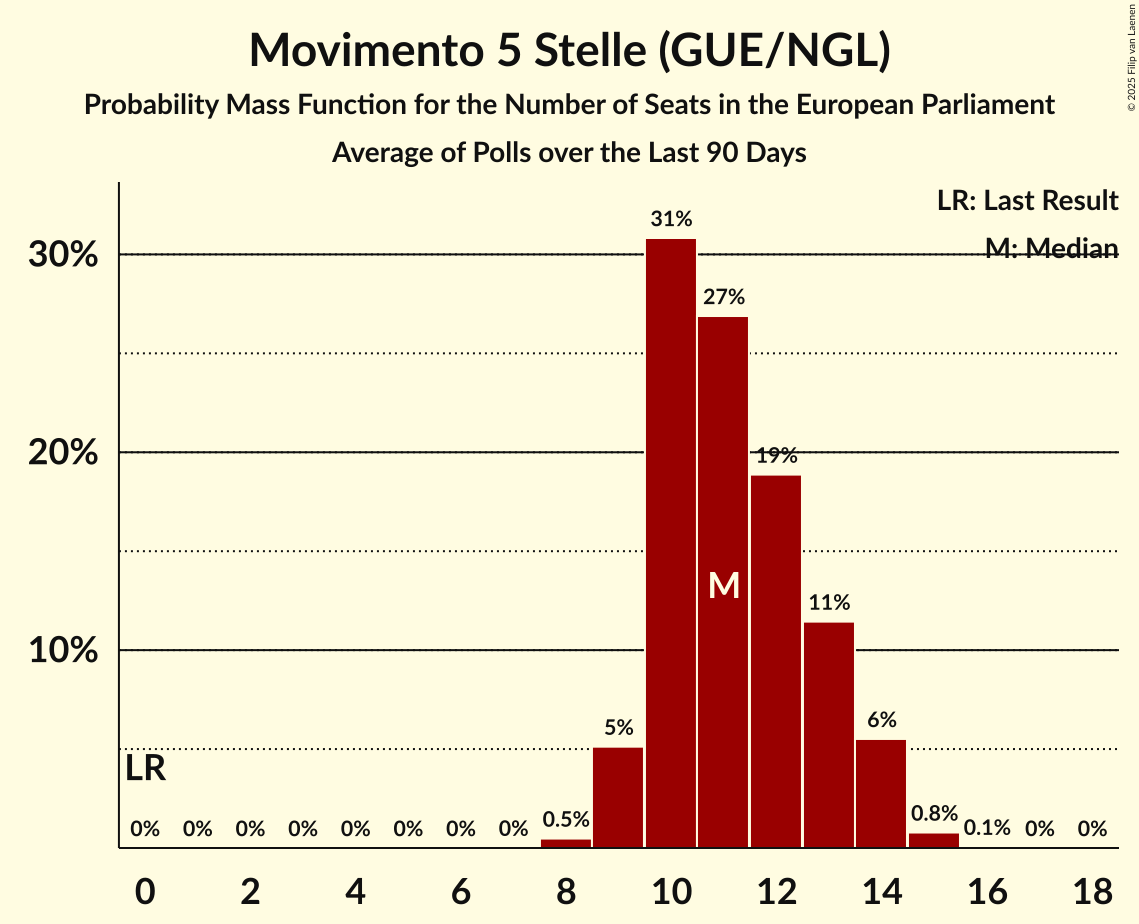 Movimento 5 Stelle (GUE/NGL)
Probability Mass Function for the Number of Seats in the European Parliament
Average of Polls over the Last 90 Days
© 2025 Filip van Laenen
LR: Last Result
M: Median
30%
20%
10%
31%
27%
19%
11%
6%
5%
0.5%
0.8%
0.1%
M
LR
0% 0% 0% 0% 0% 0% 0% 0% 0% 0%
0 2 4 6 8 10 12 14 16 18